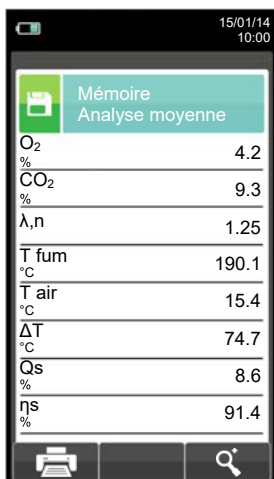 15/01/14
10:00
Mémoire
Analyse moyenne
O₂
% 4.2
CO₂
% 9.3
λ,n 1.25
T fum
°C 190.1
T air
°C 15.4
ΔT
°C 74.7
Qs
% 8.6
ηs
% 91.4